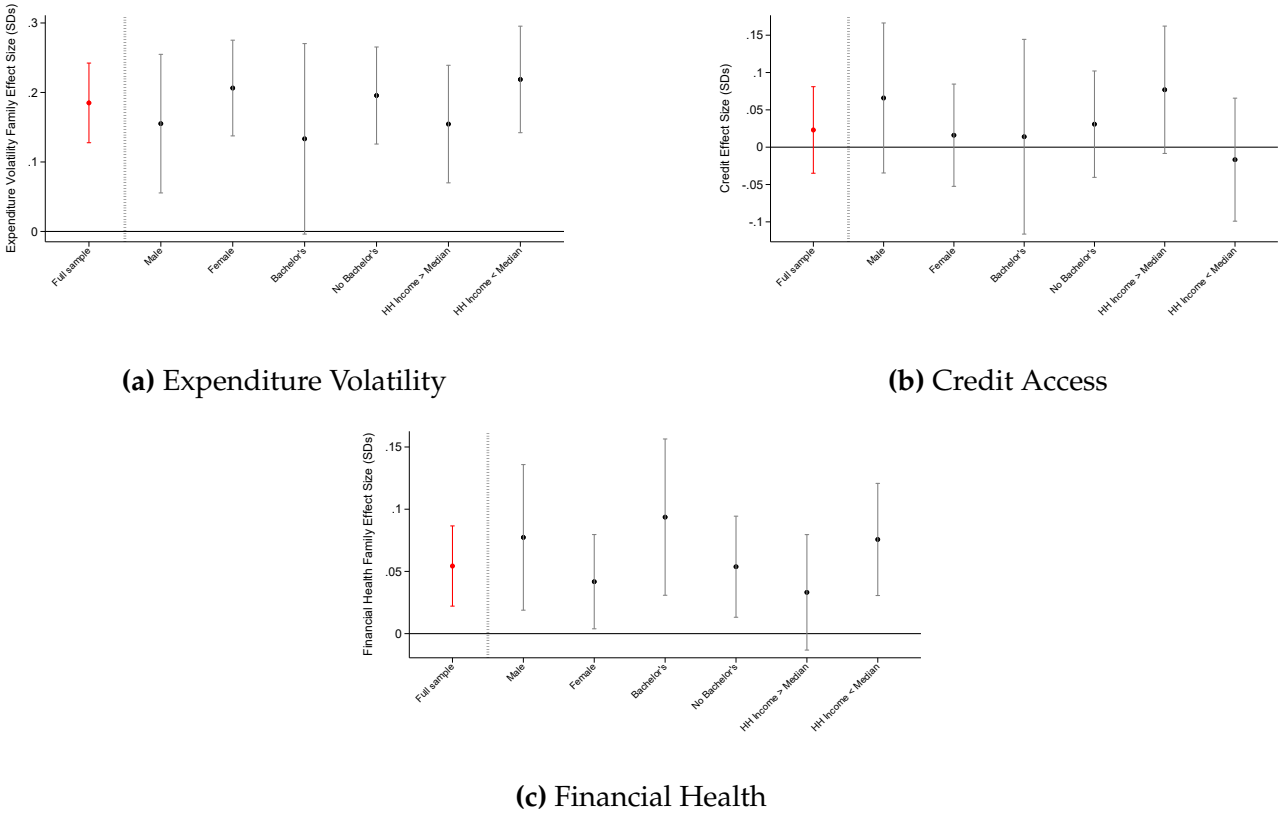 Expenditure Volatility Family Effect Size (SDs)
.3
.2
.1
0
Full sample
Male
Female
Bachelor's
No Bachelor's
HH Income > Median
HH Income < Median
(a) Expenditure Volatility
Credit Effect Size (SDs)
.15
.1
.05
0
-.05
-.1
Full sample
Male
Female
Bachelor's
No Bachelor's
HH Income > Median
HH Income < Median
(b) Credit Access
Financial Health Family Effect Size (SDs)
.15
.1
.05
0
Full sample
Male
Female
Bachelor's
No Bachelor's
HH Income > Median
HH Income < Median
(c) Financial Health